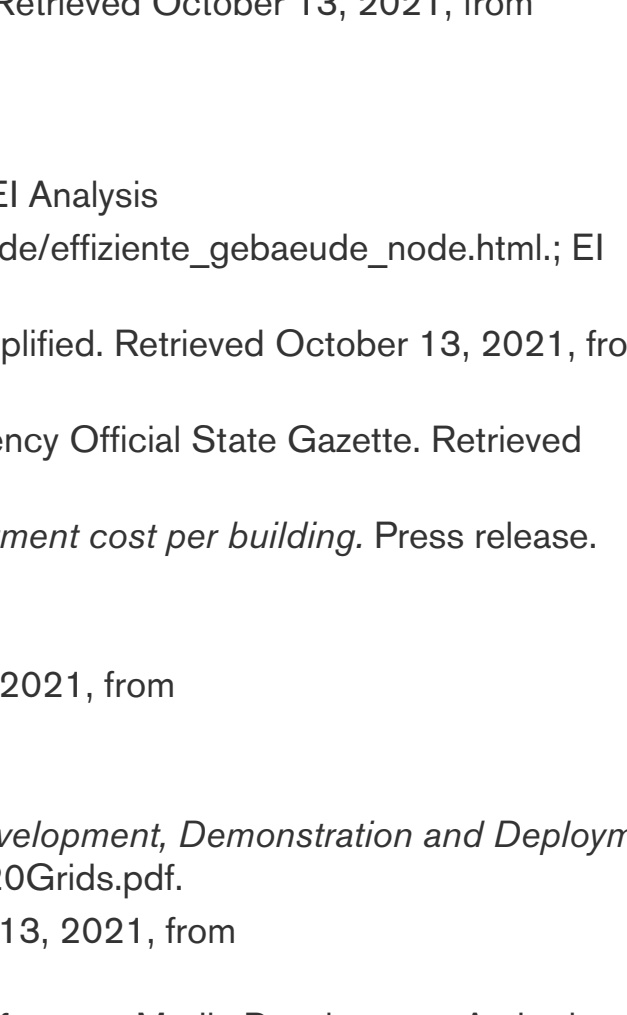 Retrieved October 13, 2021, from
EI Analysis
de/effiziente_gebaeude_node.html.; EI
plified. Retrieved October 13, 2021, fro
ency Official State Gazette. Retrieved
ment cost per building. Press release.
2021, from
velopment, Demonstration and Deploym
20Grids.pdf.
13, 2021, from